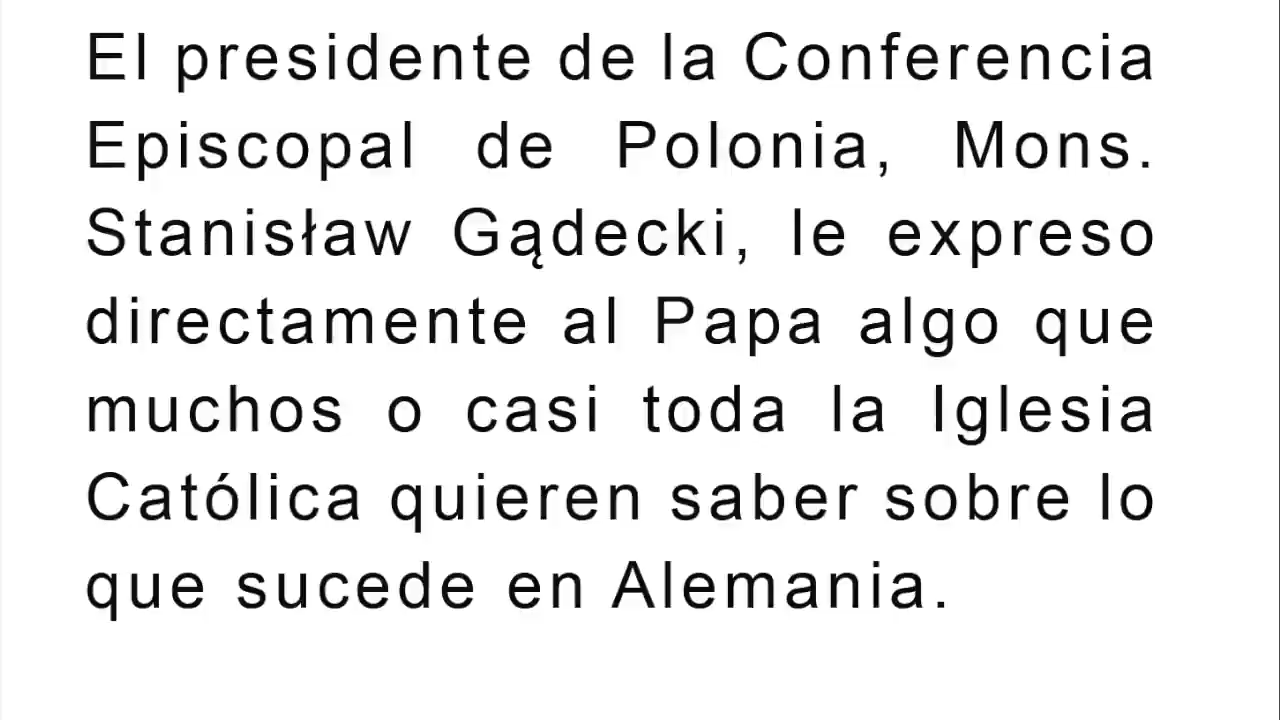 El presidente de la Conferencia
Episcopal de Polonia, Mons.
Stanisław Gądecki, le expreso
directamente al Papa algo que
muchos o casi toda la Iglesia
Católica quieren saber sobre lo
que sucede en Alemania.